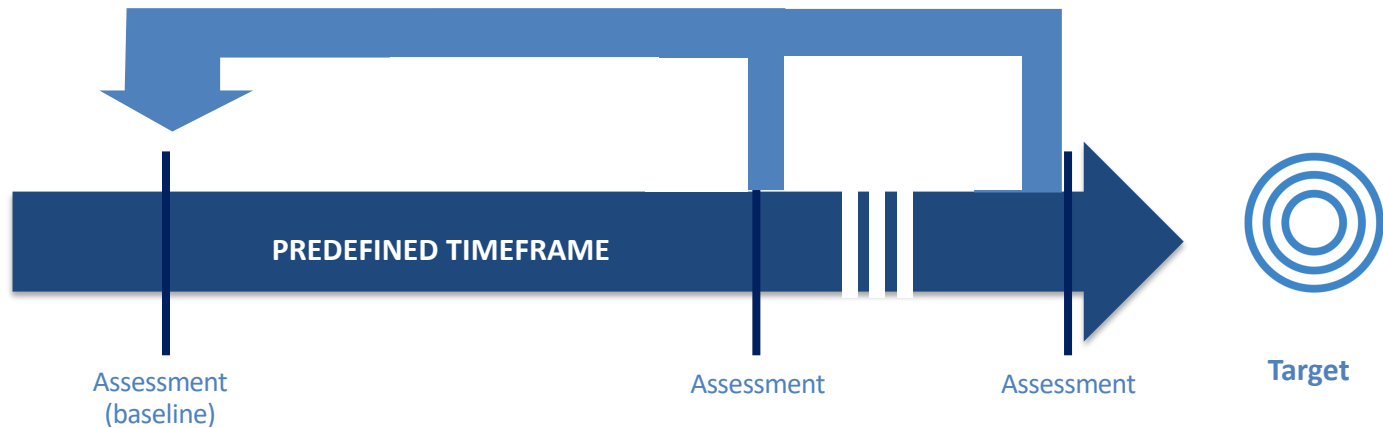 PREDEFINED TIMEFRAME
Assessment
(baseline)
Assessment
Assessment
Target